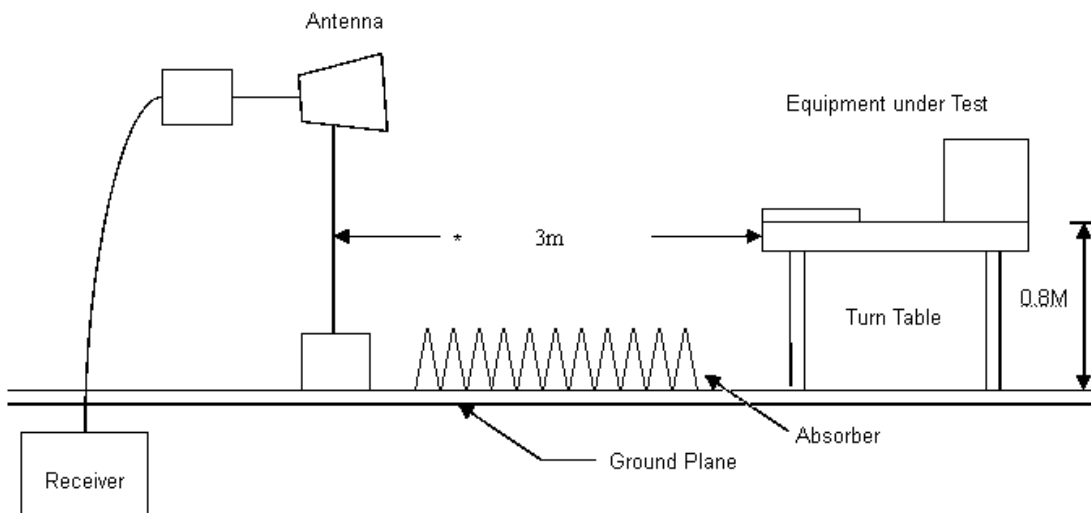 Antenna
Equipment under Test
* 3m
0.8M
Turn Table
Absorber
Ground Plane
Receiver